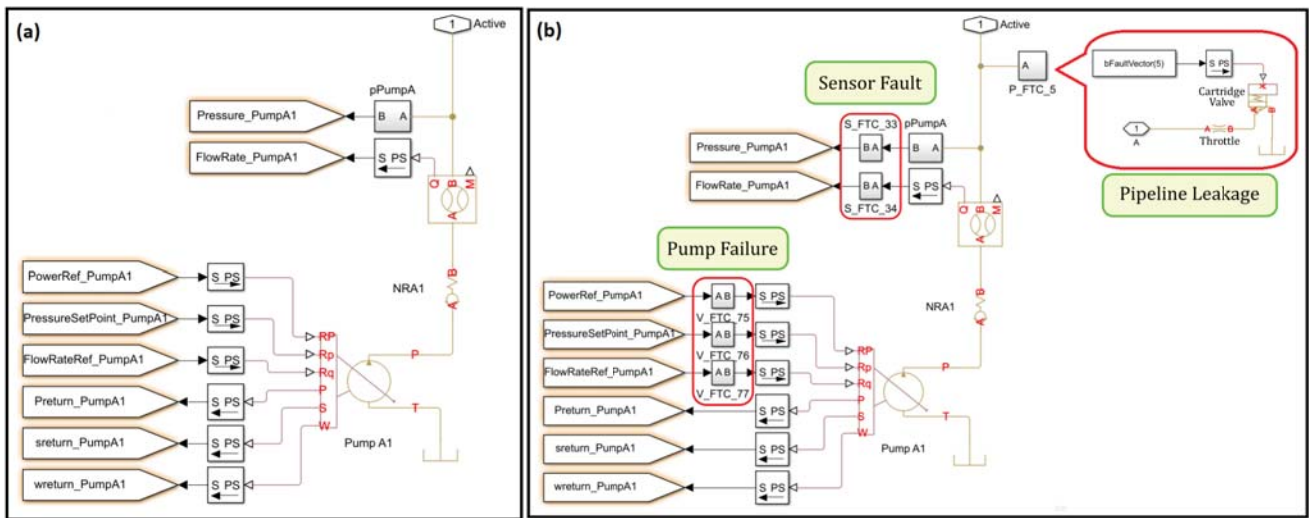 (a)
1
Active
pPumpA
Pressure_PumpA1
B A
FlowRate_PumpA1
S PS
Q B M
A
PowerRef_PumpA1
S PS
B
NRA1
A
PressureSetPoint_PumpA1
S PS
RP
FlowRateRef_PumpA1
S PS
Rp
P
Rq
Preturn_PumpA1
S PS
P
S
T
sreturn_PumpA1
S PS
W
Pump A1
wreturn_PumpA1
S PS
(b)
1
Active
A
P_FTC_5
bFaultVector(5)
S PS
X
Cartridge
Valve
A B
1
A
A B
Throttle
Pipeline Leakage
Sensor Fault
S_FTC_33
pPumpA
Pressure_PumpA1
B A
B A
FlowRate_PumpA1
B A
S PS
S_FTC_34
Q B M
A
Pump Failure
PowerRef_PumpA1
A B
S PS
B
NRA1
A
V_FTC_75
PressureSetPoint_PumpA1
A B
S PS
RP
V_FTC_76
Rp
FlowRateRef_PumpA1
A B
S PS
Rq
P
V_FTC_77
Preturn_PumpA1
S PS
P
S
T
sreturn_PumpA1
S PS
W
Pump A1
wreturn_PumpA1
S PS